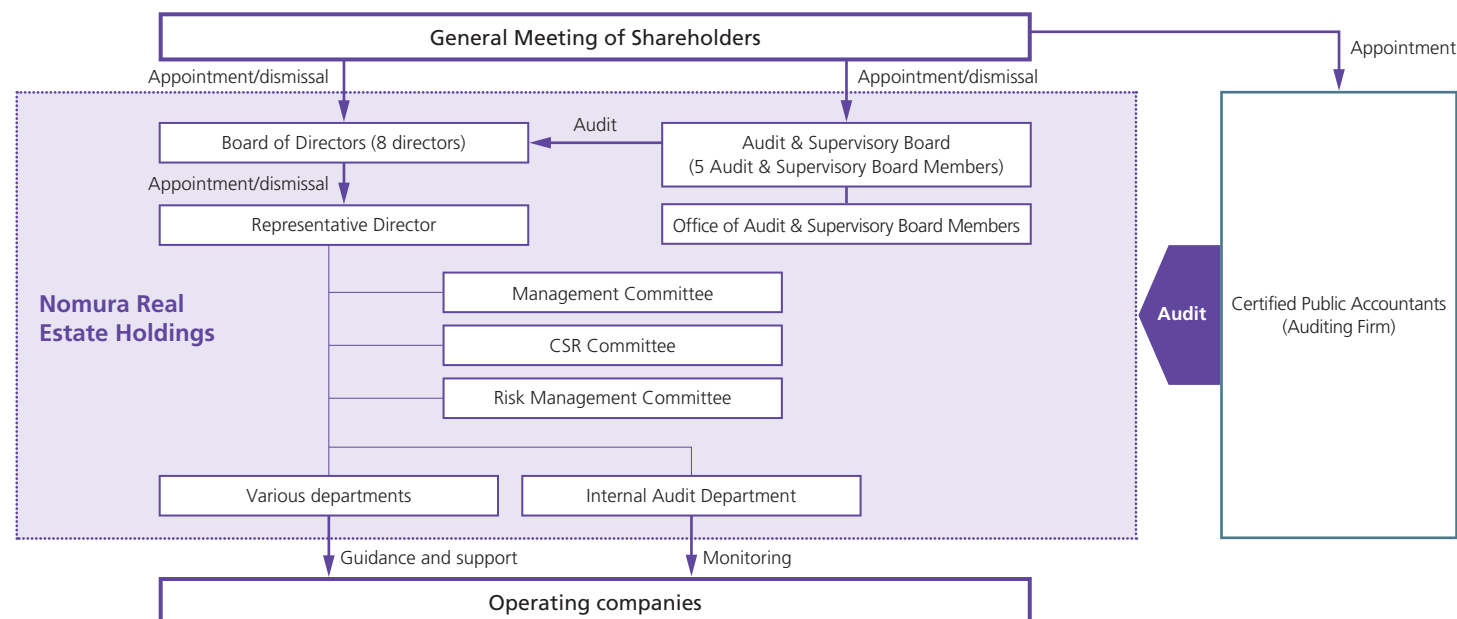 General Meeting of Shareholders
Appointment
Appointment/dismissal
Appointment/dismissal
Board of Directors (8 directors)
Audit
Audit & Supervisory Board
(5 Audit & Supervisory Board Members)
Appointment/dismissal
Representative Director
Office of Audit & Supervisory Board Members
Nomura Real
Estate Holdings
Management Committee
CSR Committee
Risk Management Committee
Audit
Certified Public Accountants
(Auditing Firm)
Various departments
Internal Audit Department
Guidance and support
Monitoring
Operating companies